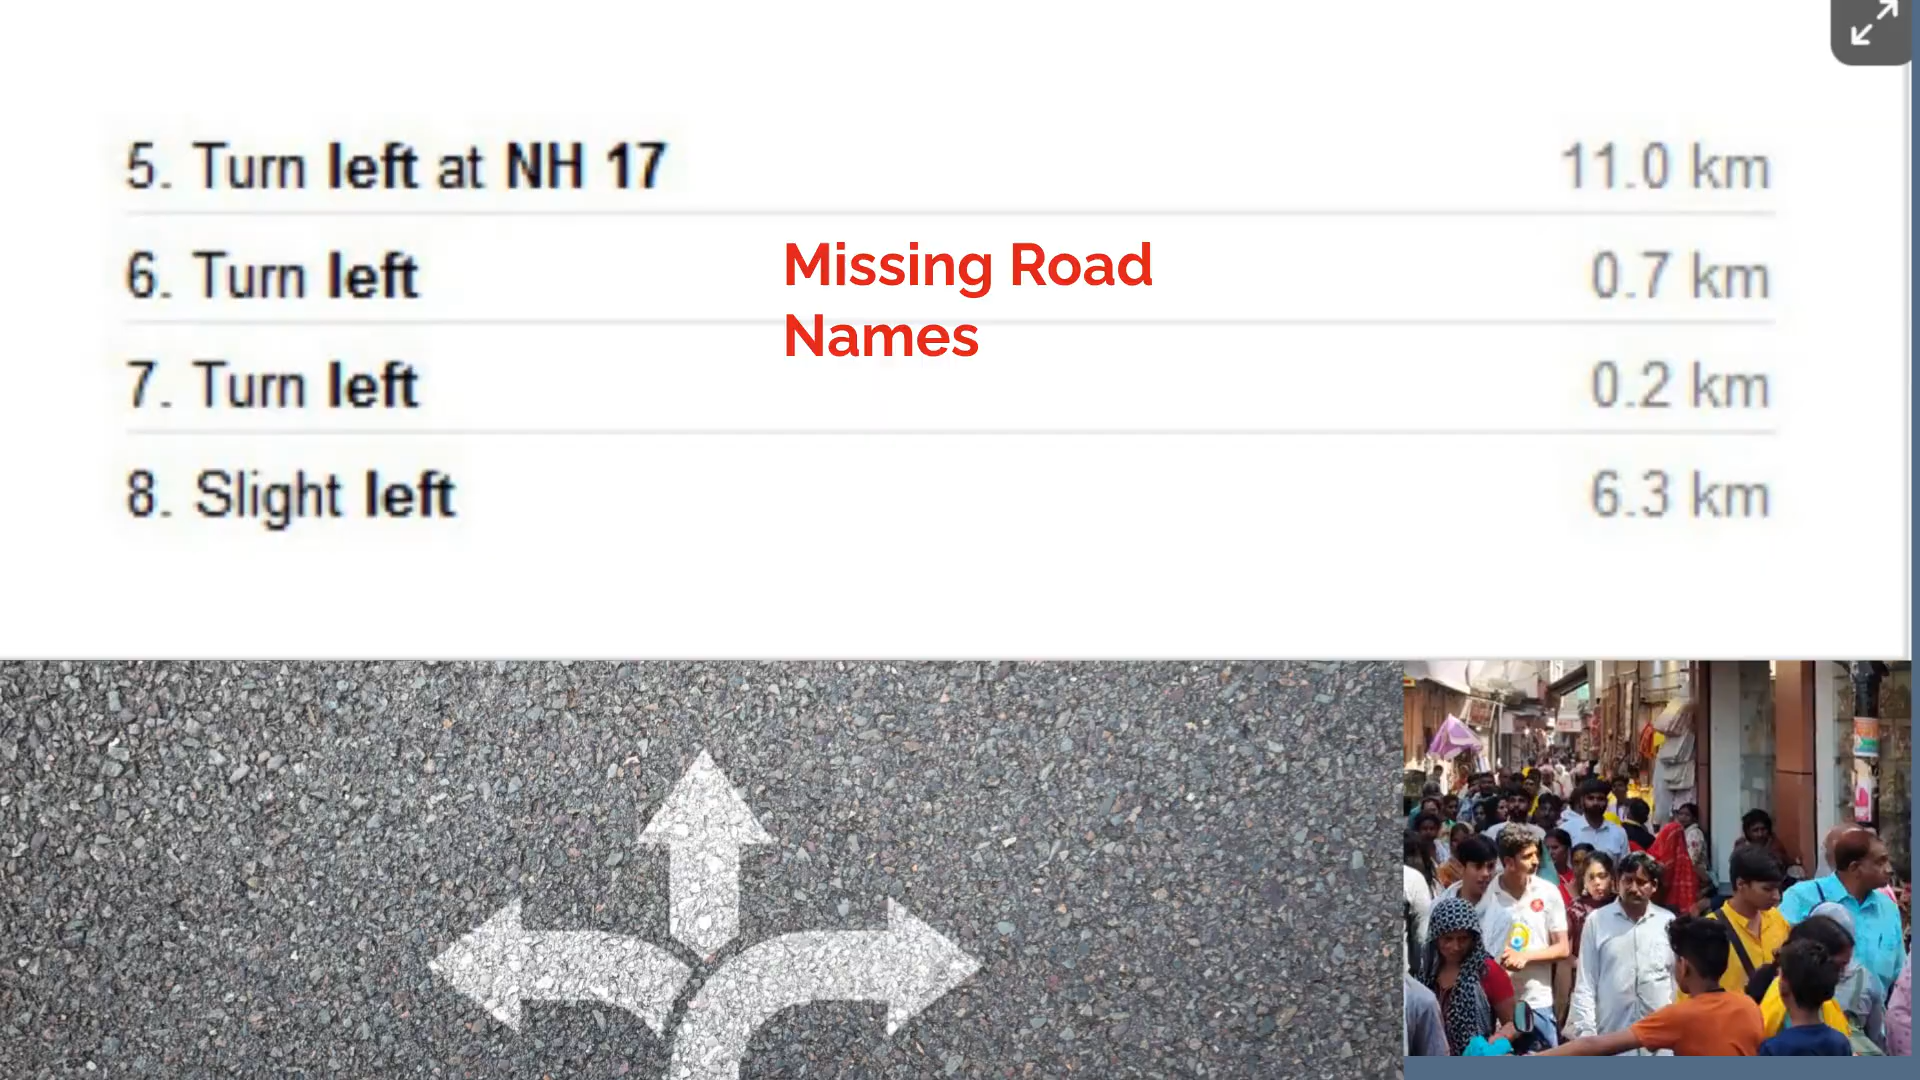 5. Turn left at NH 17 11.0 km
6. Turn left 0.7 km
Missing Road
Names
7. Turn left 0.2 km
8. Slight left 6.3 km